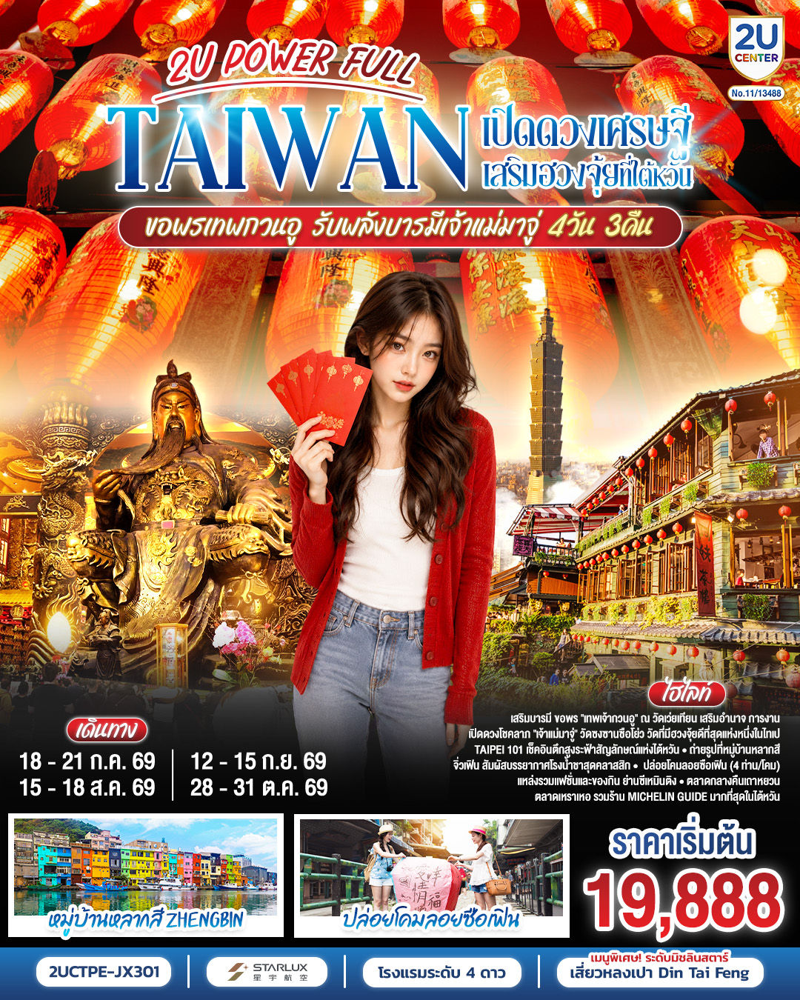 2U CENTER
No.11/13488
2U POWER FULL
TAIWAN
เปิดดวงเศรษฐี
เสริมฮวงจุ้ยที่ไต้หวัน
ขอพรเทพกวนอู รับพลังบารมีเจ้าแม่มาจู่ 4วัน 3คืน
เดินทาง
18 - 21 ก.ค. 69
15 - 18 ส.ค. 69
12 - 15 ก.ย. 69
28 - 31 ต.ค. 69
ไฮไลท์
เสริมบารมี ขอพร "เทพเจ้ากวนอู" ณ วัดเว่ยเทียน เสริมอำนาจ การงาน
เปิดดวงโชคลาภ "เจ้าแม่มาจู่" วัดซงซานซือโย่ว วัดที่มีฮวงจุ้ยดีที่สุดแห่งหนึ่งในไทเป
TAIPEI 101 เช็คอินตึกสูงระฟ้าสัญลักษณ์แห่งไต้หวัน • ถ่ายรูปที่หมู่บ้านหลากสี
จิ่วเฟิ่น สัมผัสบรรยากาศโรงน้ำชาสุดคลาสสิก • ปล่อยโคมลอยซือเฟิน (4 ท่าน/โคม)
แหล่งรวมแฟชั่นและของกิน ย่านซีเหมินติง • ตลาดกลางคืนเถาหยวน
ตลาดเหราเหอ รวมร้าน MICHELIN GUIDE มากที่สุดในไต้หวัน
หมู่บ้านหลากสี ZHENGBIN
ปล่อยโคมลอยซือเฟิน
ราคาเริ่มต้น
19,888
2UCTPE-JX301
STARLUX
星宇航空
โรงแรมระดับ 4 ดาว
เมนูพิเศษ! ระดับมิชลินสตาร์
เสี่ยวหลงเปา Din Tai Feng